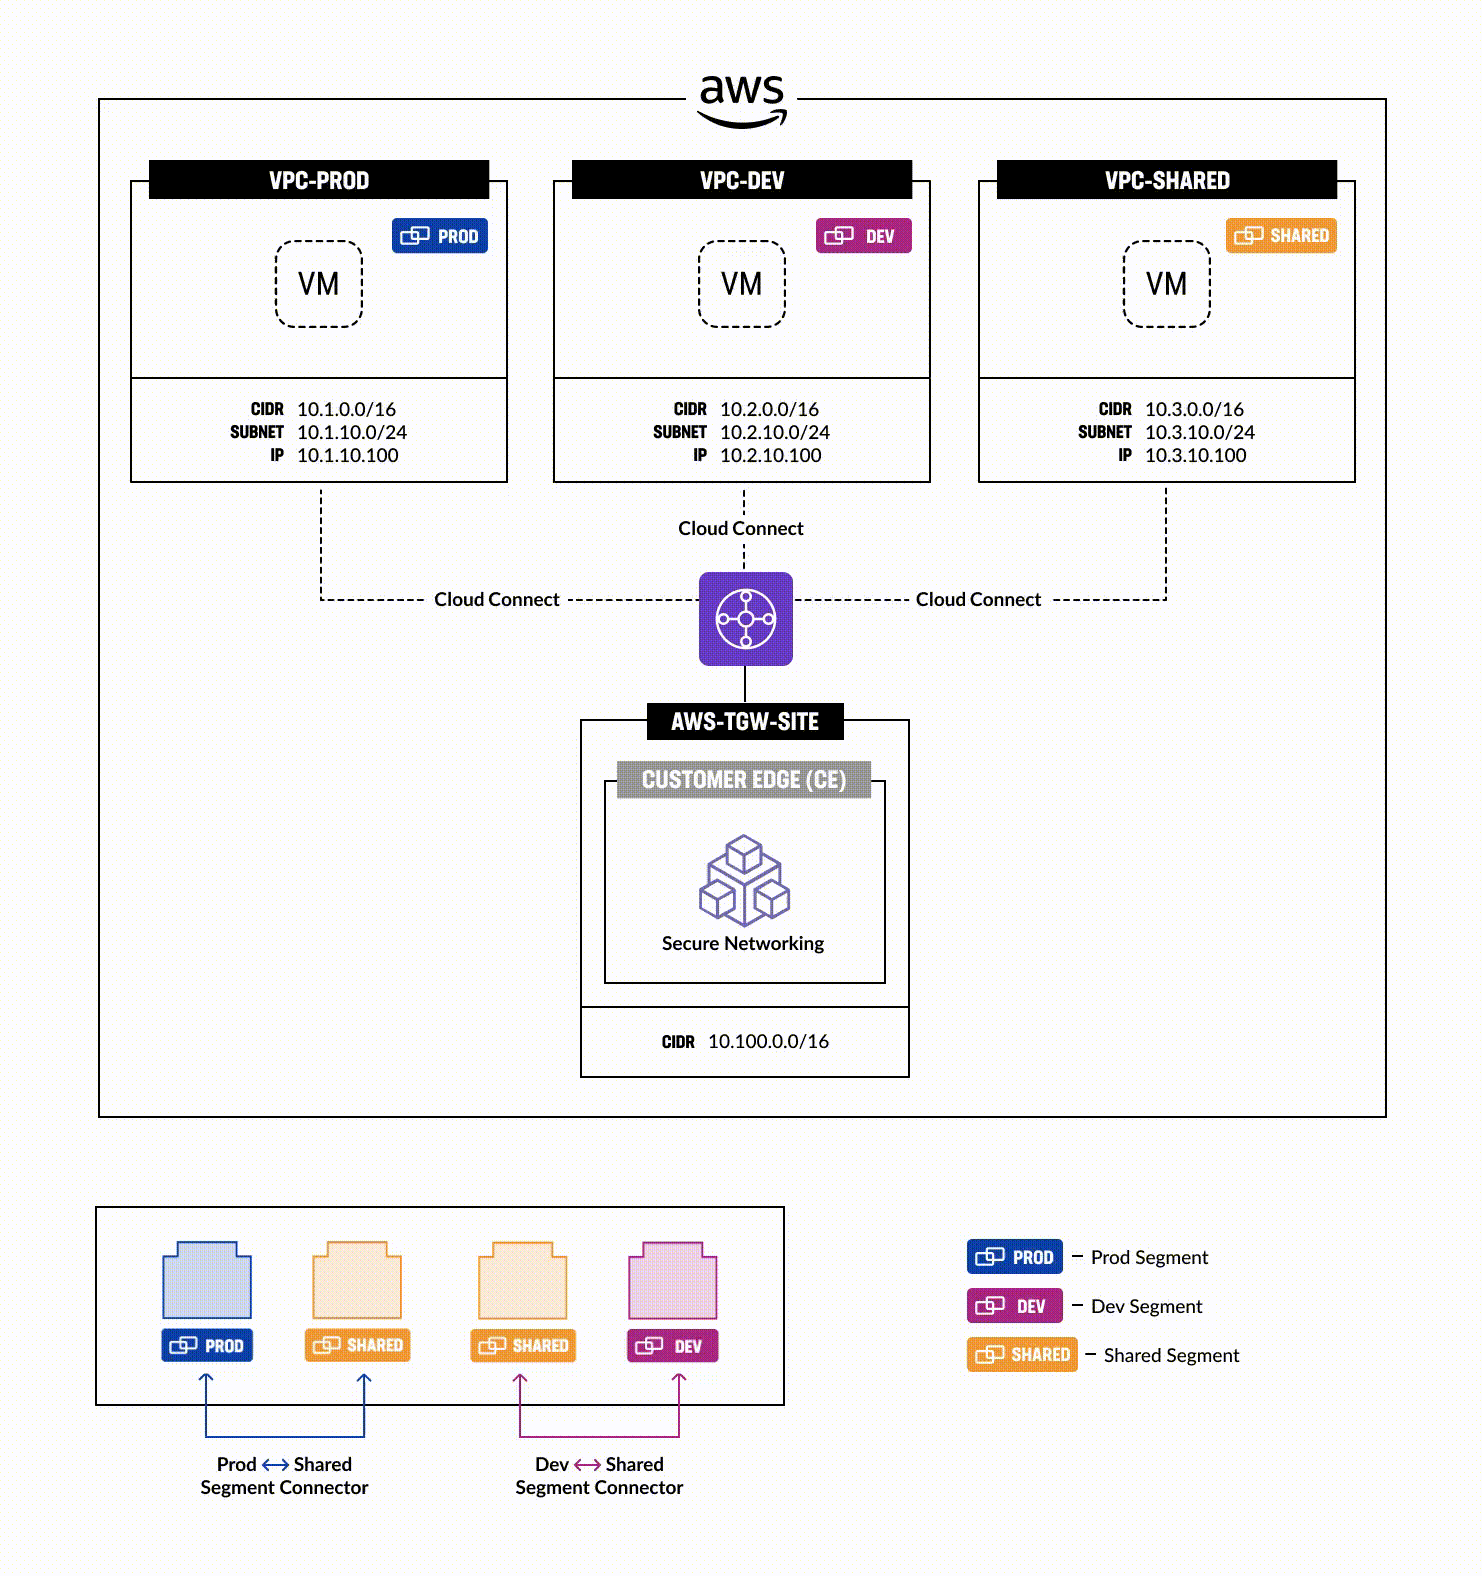 aws
VPC-PROD
PROD
VM
CIDR 10.1.0.0/16
SUBNET 10.1.10.0/24
IP 10.1.10.100
VPC-DEV
DEV
VM
CIDR 10.2.0.0/16
SUBNET 10.2.10.0/24
IP 10.2.10.100
VPC-SHARED
SHARED
VM
CIDR 10.3.0.0/16
SUBNET 10.3.10.0/24
IP 10.3.10.100
Cloud Connect
Cloud Connect
Cloud Connect
AWS-TGW-SITE
CUSTOMER EDGE (CE)
Secure Networking
CIDR 10.100.0.0/16
PROD
SHARED
SHARED
DEV
Prod ↔ Shared
Segment Connector
Dev ↔ Shared
Segment Connector
PROD – Prod Segment
DEV – Dev Segment
SHARED – Shared Segment